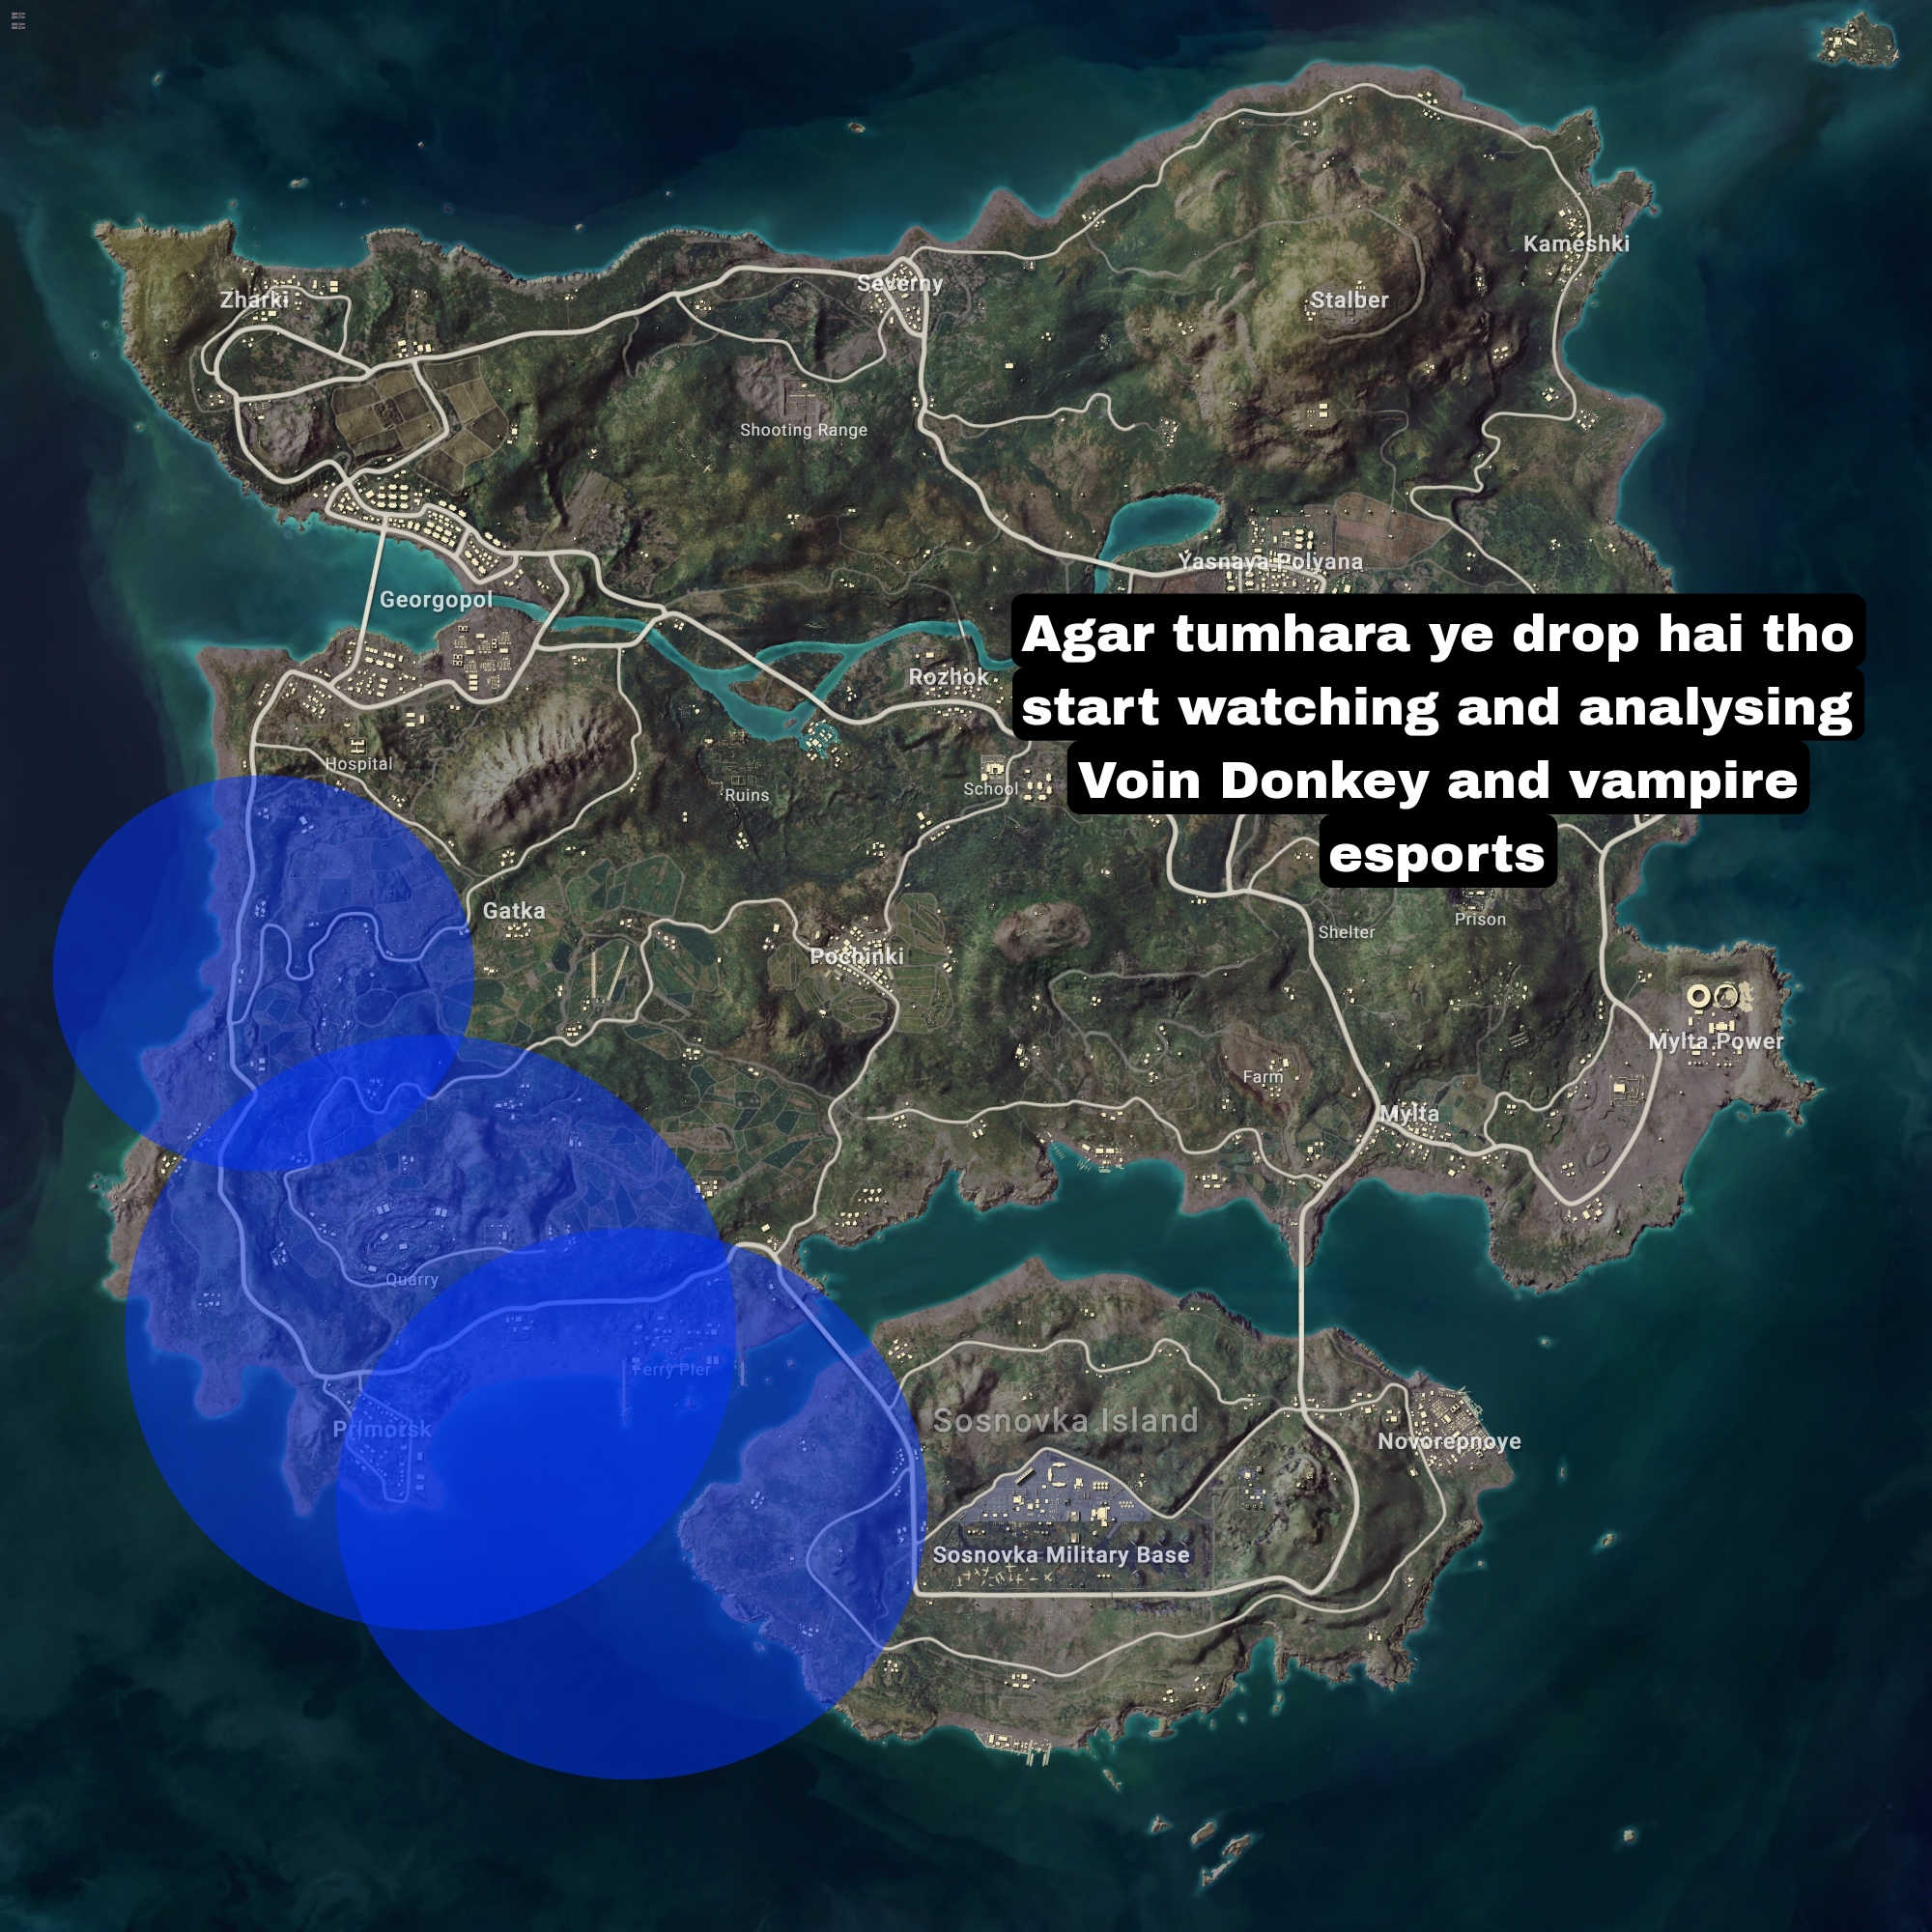 Kameshki
Severny
Zharki
Stalber
Shooting Range
Yasnaya Polyana
Georgopol
Agar tumhara ye drop hai tho
start watching and analysing
Voin Donkey and vampire
esports
Rozhok
Hospital
School
Ruins
Gatka
Prison
Shelter
Pochinki
Mylta Power
Farm
Mylta
Quarry
Ferry Pier
Sosnovka Island
Primorsk
Novorepnoye
Sosnovka Military Base